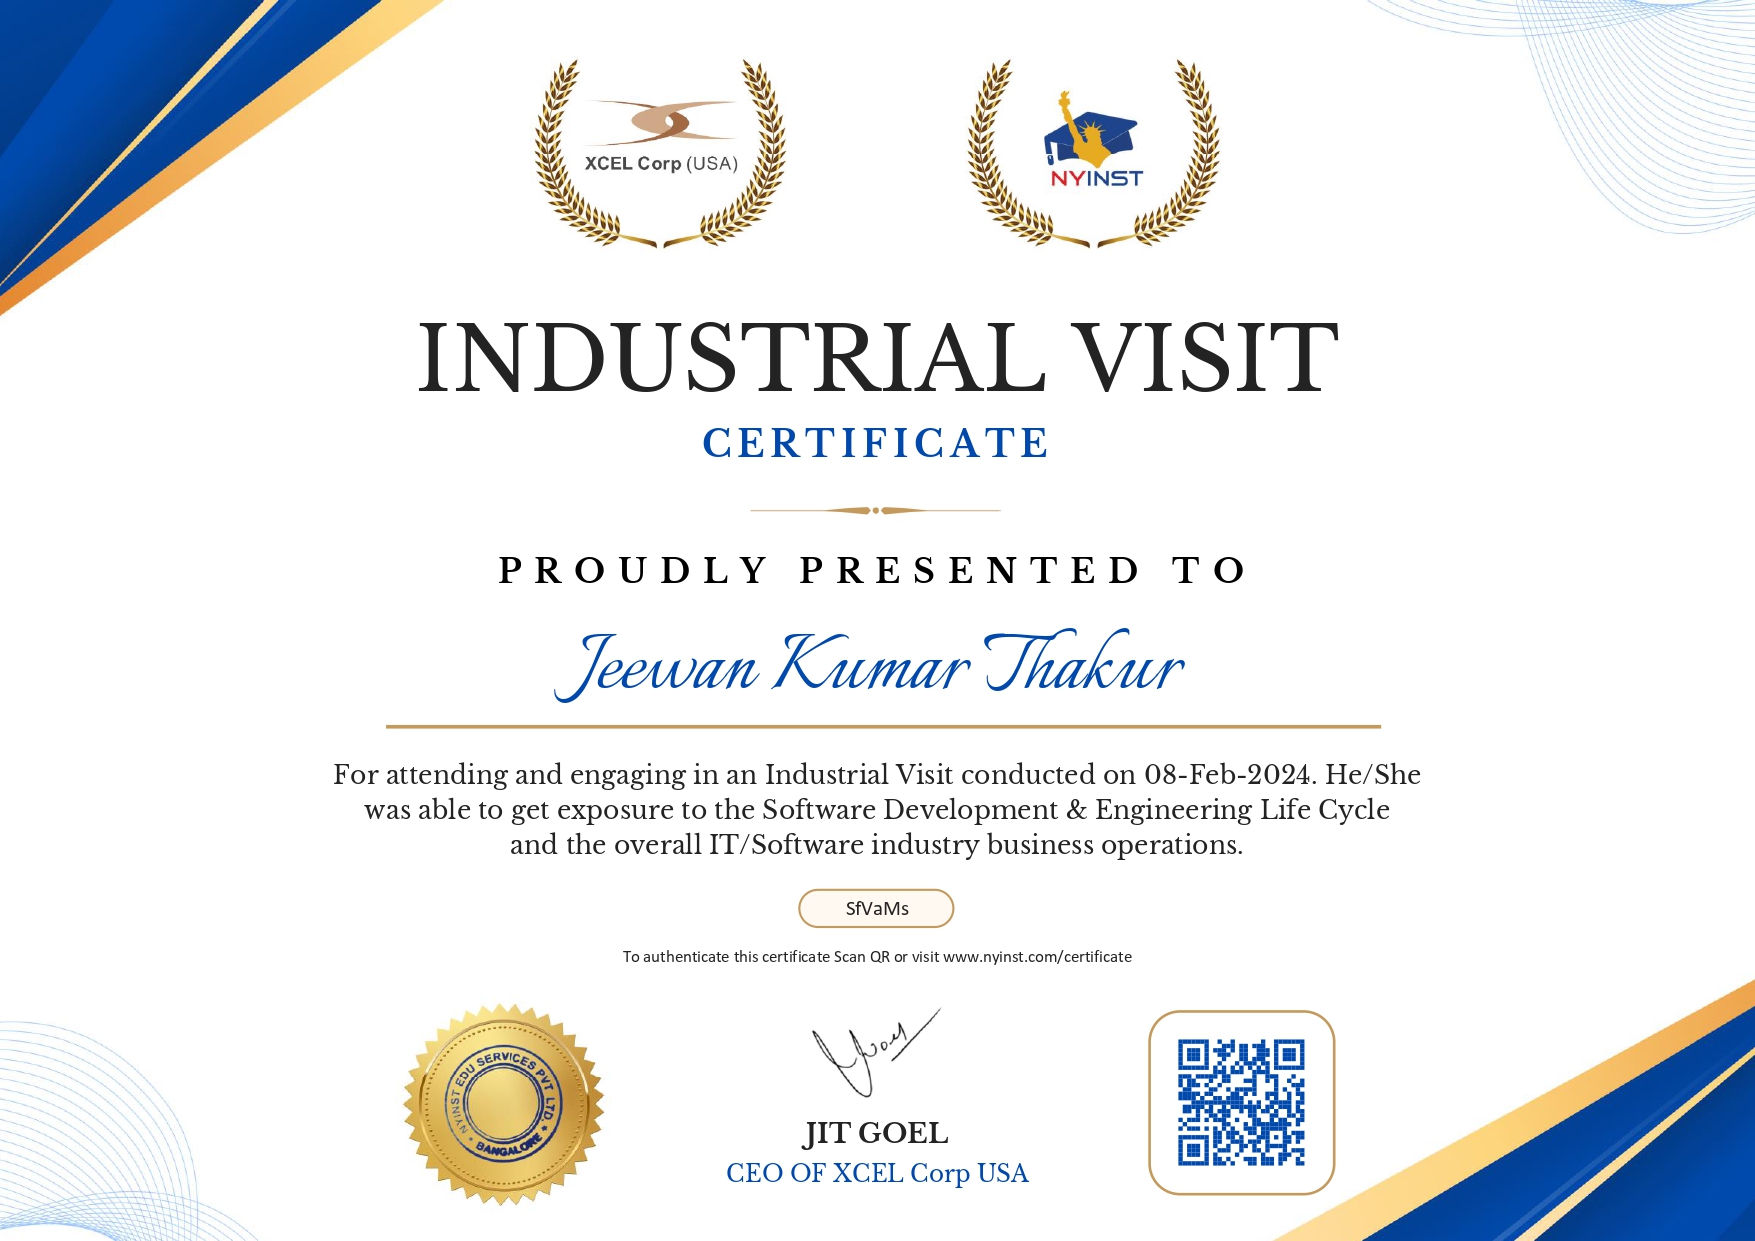 XCEL Corp (USA)
NYINST
INDUSTRIAL VISIT
CERTIFICATE
PROUDLY PRESENTED TO
Jeewan Kumar Thakur
For attending and engaging in an Industrial Visit conducted on 08-Feb-2024. He/She
was able to get exposure to the Software Development & Engineering Life Cycle
and the overall IT/Software industry business operations.
SfVaMs
To authenticate this certificate Scan QR or visit www.nyinst.com/certificate
NYINST EDU SERVICES PVT. LTD.
BANGALORE
Goel
JIT GOEL
CEO OF XCEL Corp USA